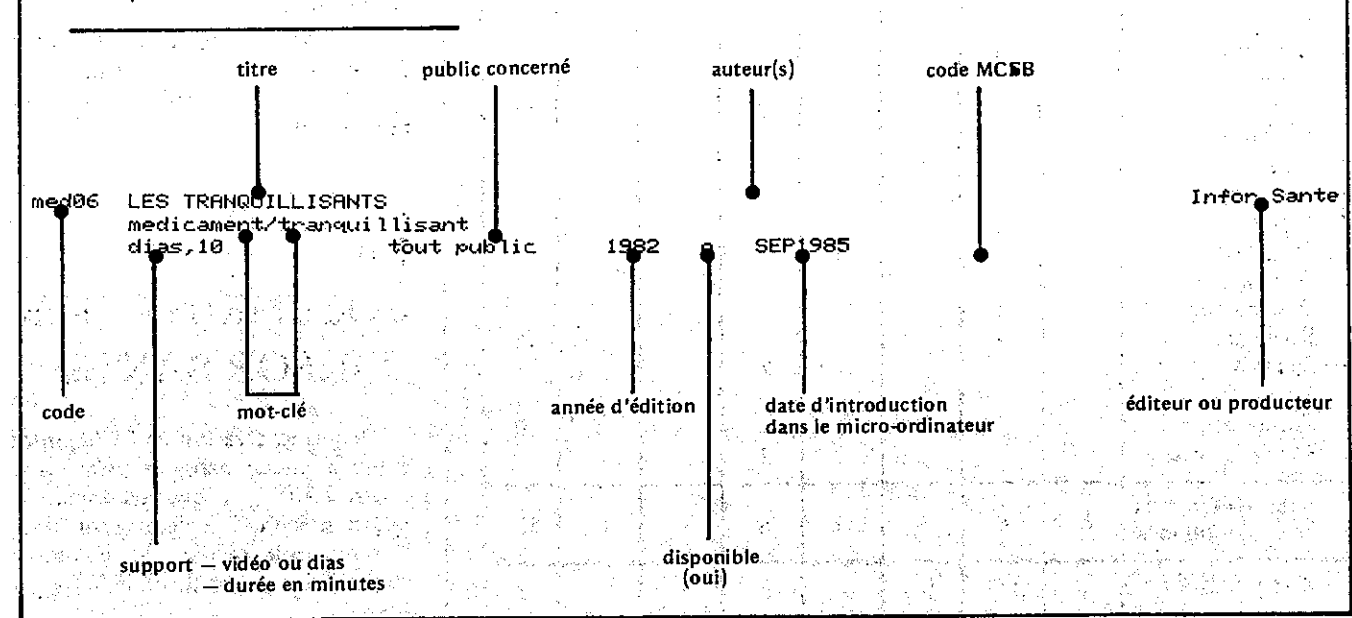 titre public concerné auteur(s) code MCSB
med06 LES TRANQUILLISANTS Infor Sante
medicament/tranquillisant
dias,10 tout public 1982 o SEP1985
code mot-clé année d'édition date d'introduction éditeur ou producteur
dans le micro-ordinateur
support — vidéo ou dias disponible
— durée en minutes (oui)